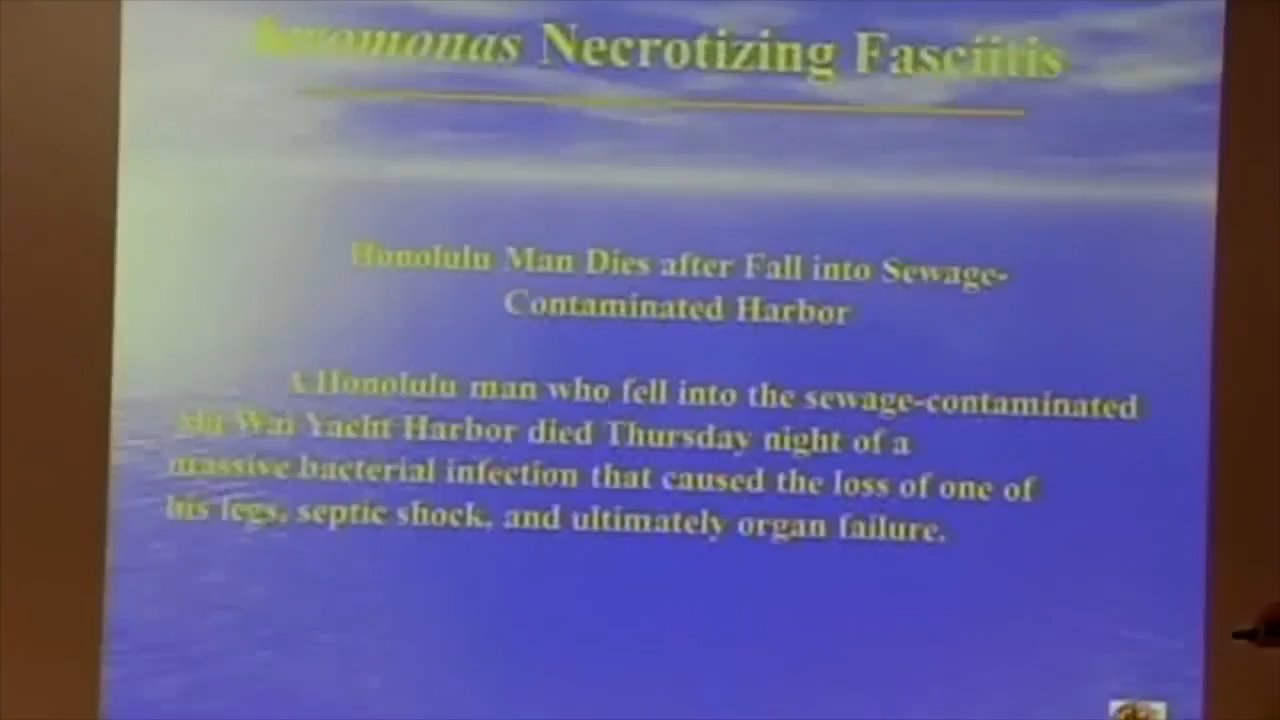 Aeromonas Necrotizing Fasciitis
Honolulu Man Dies after Fall into Sewage-
Contaminated Harbor
A Honolulu man who fell into the sewage-contaminated
Ala Wai Yacht Harbor died Thursday night of a
massive bacterial infection that caused the loss of one of
his legs, septic shock, and ultimately organ failure.